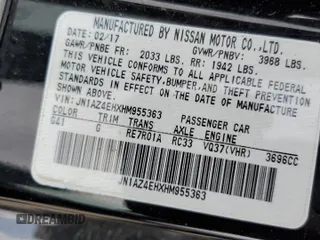 MANUFACTURED BY NISSAN MOTOR CO.,LTD.
DATE: 02/17 GVWR/PNBV: 3968 LBS.
GAWR/PNBE FR: 2033 LBS. RR: 1942 LBS.
THIS VEHICLE CONFORMS TO ALL APPLICABLE FEDERAL
MOTOR VEHICLE SAFETY,BUMPER,AND THEFT PREVENTION
STANDARDS IN EFFECT ON THE DATE OF MANUFACTURE
SHOWN ABOVE.
VIN: JN1AZ4EHXHM955363 PASSENGER CAR
COLOR TRIM TRANS AXLE ENGINE
G41 G RE7R01A RC33 VQ37(VHR) 3696CC
JN1AZ4EHXHM955363
DREAMBID